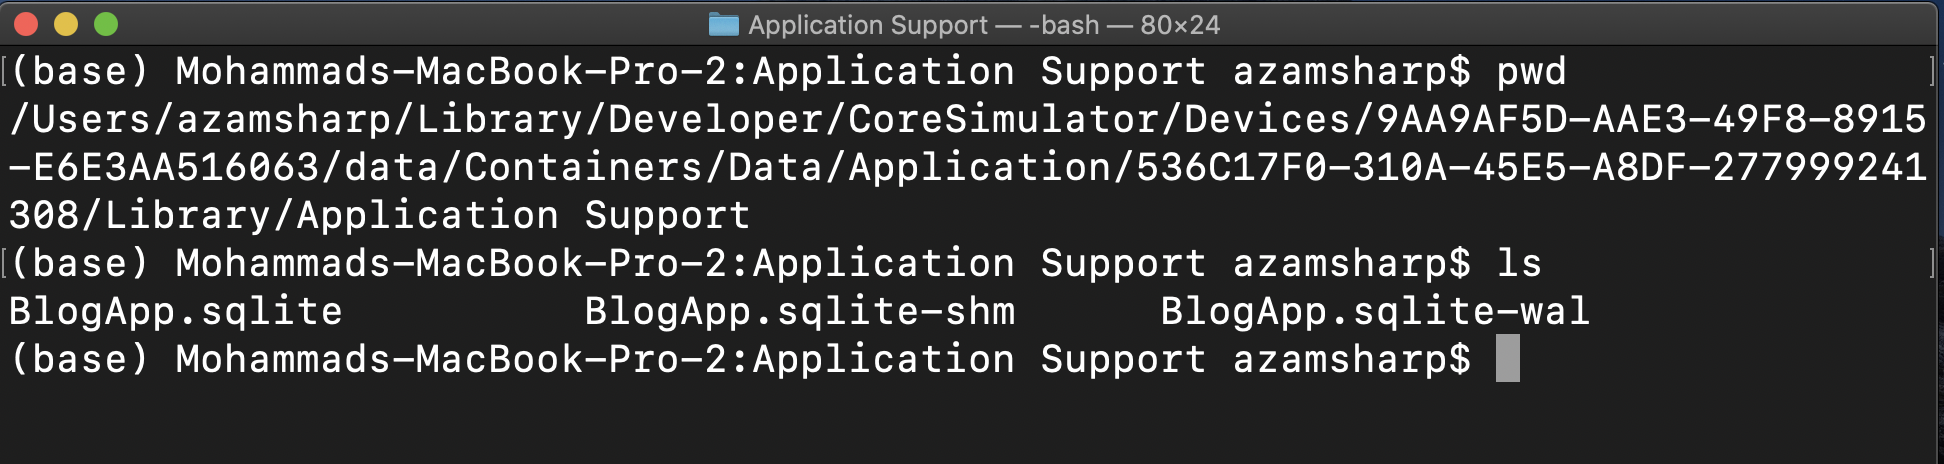 Application Support — -bash — 80×24
(base) Mohammads-MacBook-Pro-2:Application Support azamsharp$ pwd
/Users/azamsharp/Library/Developer/CoreSimulator/Devices/9AA9AF5D-AAE3-49F8-8915
-E6E3AA516063/data/Containers/Data/Application/536C17F0-310A-45E5-A8DF-277999241
308/Library/Application Support
(base) Mohammads-MacBook-Pro-2:Application Support azamsharp$ ls
BlogApp.sqlite BlogApp.sqlite-shm BlogApp.sqlite-wal
(base) Mohammads-MacBook-Pro-2:Application Support azamsharp$